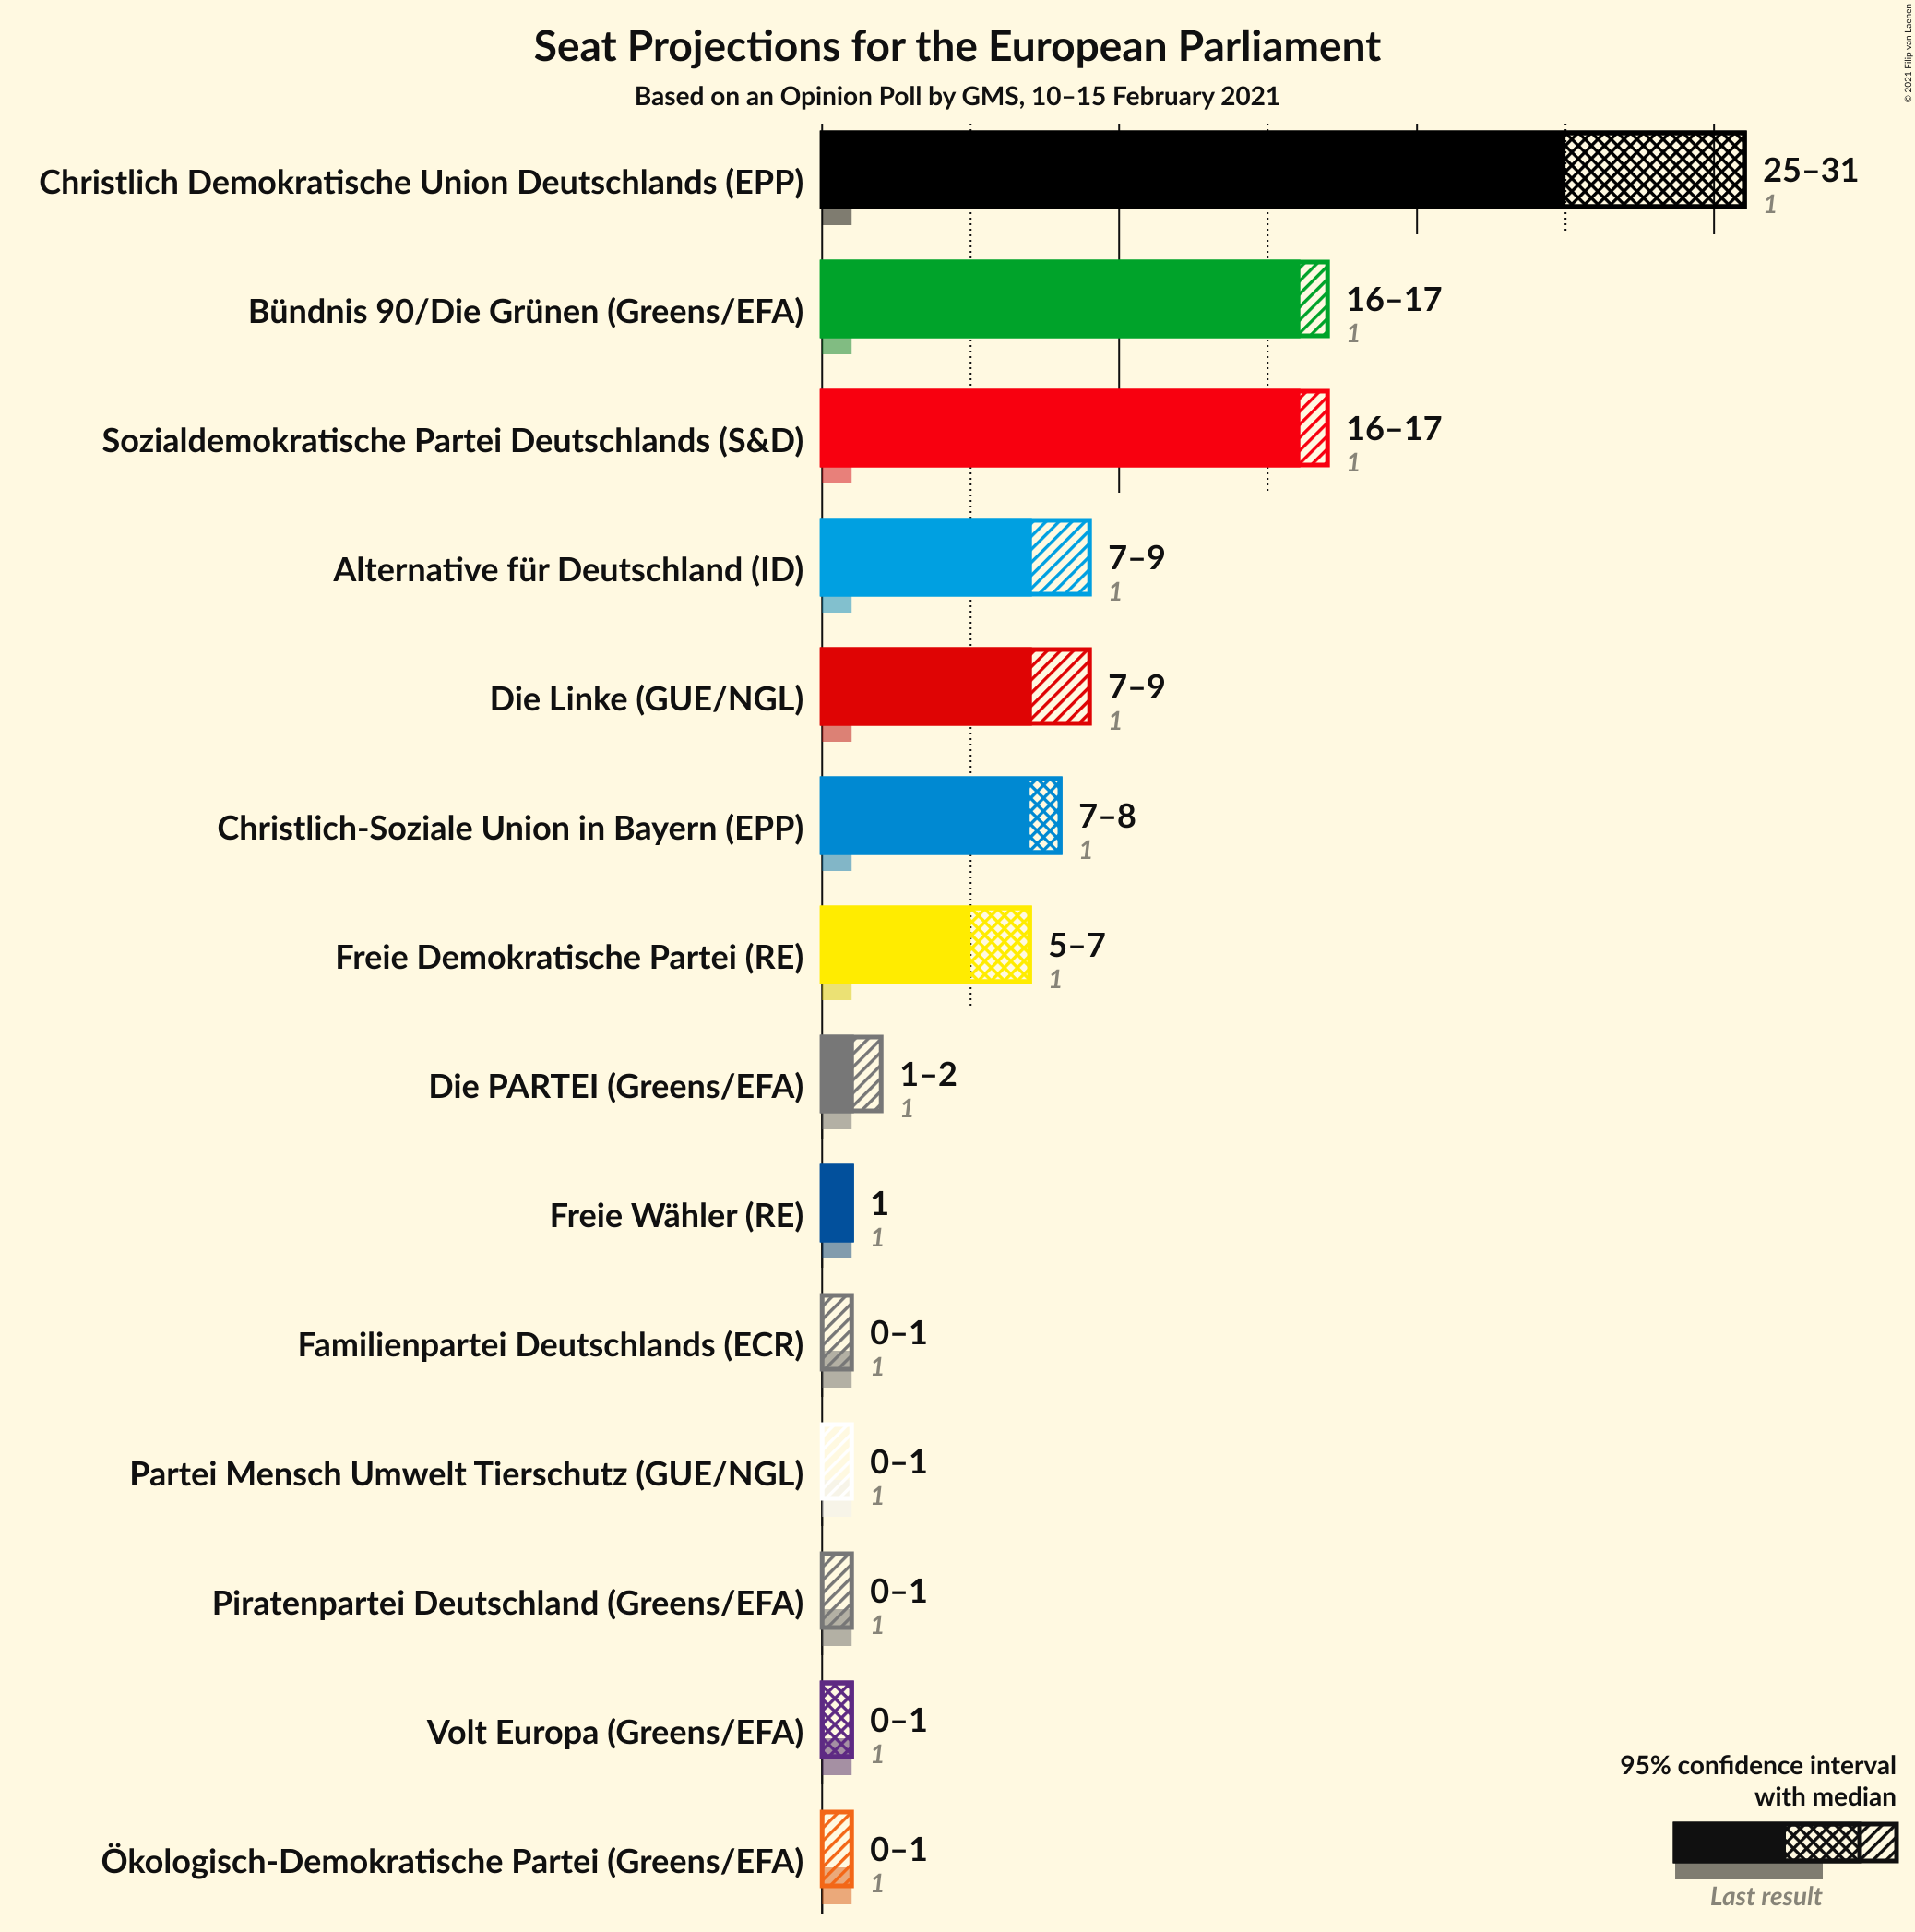 Seat Projections for the European Parliament
Based on an Opinion Poll by GMS, 10–15 February 2021
© 2021 Filip van Laenen
Christlich Demokratische Union Deutschlands (EPP)
25–31
1
Bündnis 90/Die Grünen (Greens/EFA)
16–17
1
Sozialdemokratische Partei Deutschlands (S&D)
16–17
1
Alternative für Deutschland (ID)
7–9
1
Die Linke (GUE/NGL)
7–9
1
Christlich-Soziale Union in Bayern (EPP)
7–8
1
Freie Demokratische Partei (RE)
5–7
1
Die PARTEI (Greens/EFA)
1–2
1
Freie Wähler (RE)
1
1
Familienpartei Deutschlands (ECR)
0–1
1
Partei Mensch Umwelt Tierschutz (GUE/NGL)
0–1
1
Piratenpartei Deutschland (Greens/EFA)
0–1
1
Volt Europa (Greens/EFA)
0–1
1
Ökologisch-Demokratische Partei (Greens/EFA)
0–1
1
95% confidence interval
with median
Last result